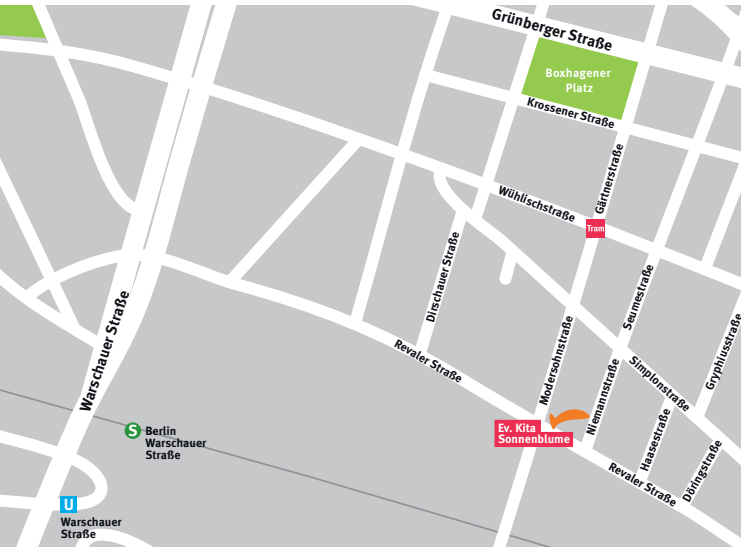 Grünberger Straße
Boxhagener
Platz
Krossener Straße
Gärtnerstraße
Wühlischstraße
Tram
Dirschauer Straße
Seumestraße
Warschauer Straße
Modersohnstraße
Gryphiusstraße
Revaler Straße
Simplonstraße
Niemannstraße
Haasestraße
Döringstraße
Ev. Kita
Sonnenblume
S
Berlin
Warschauer
Straße
Revaler Straße
U
Warschauer
Straße